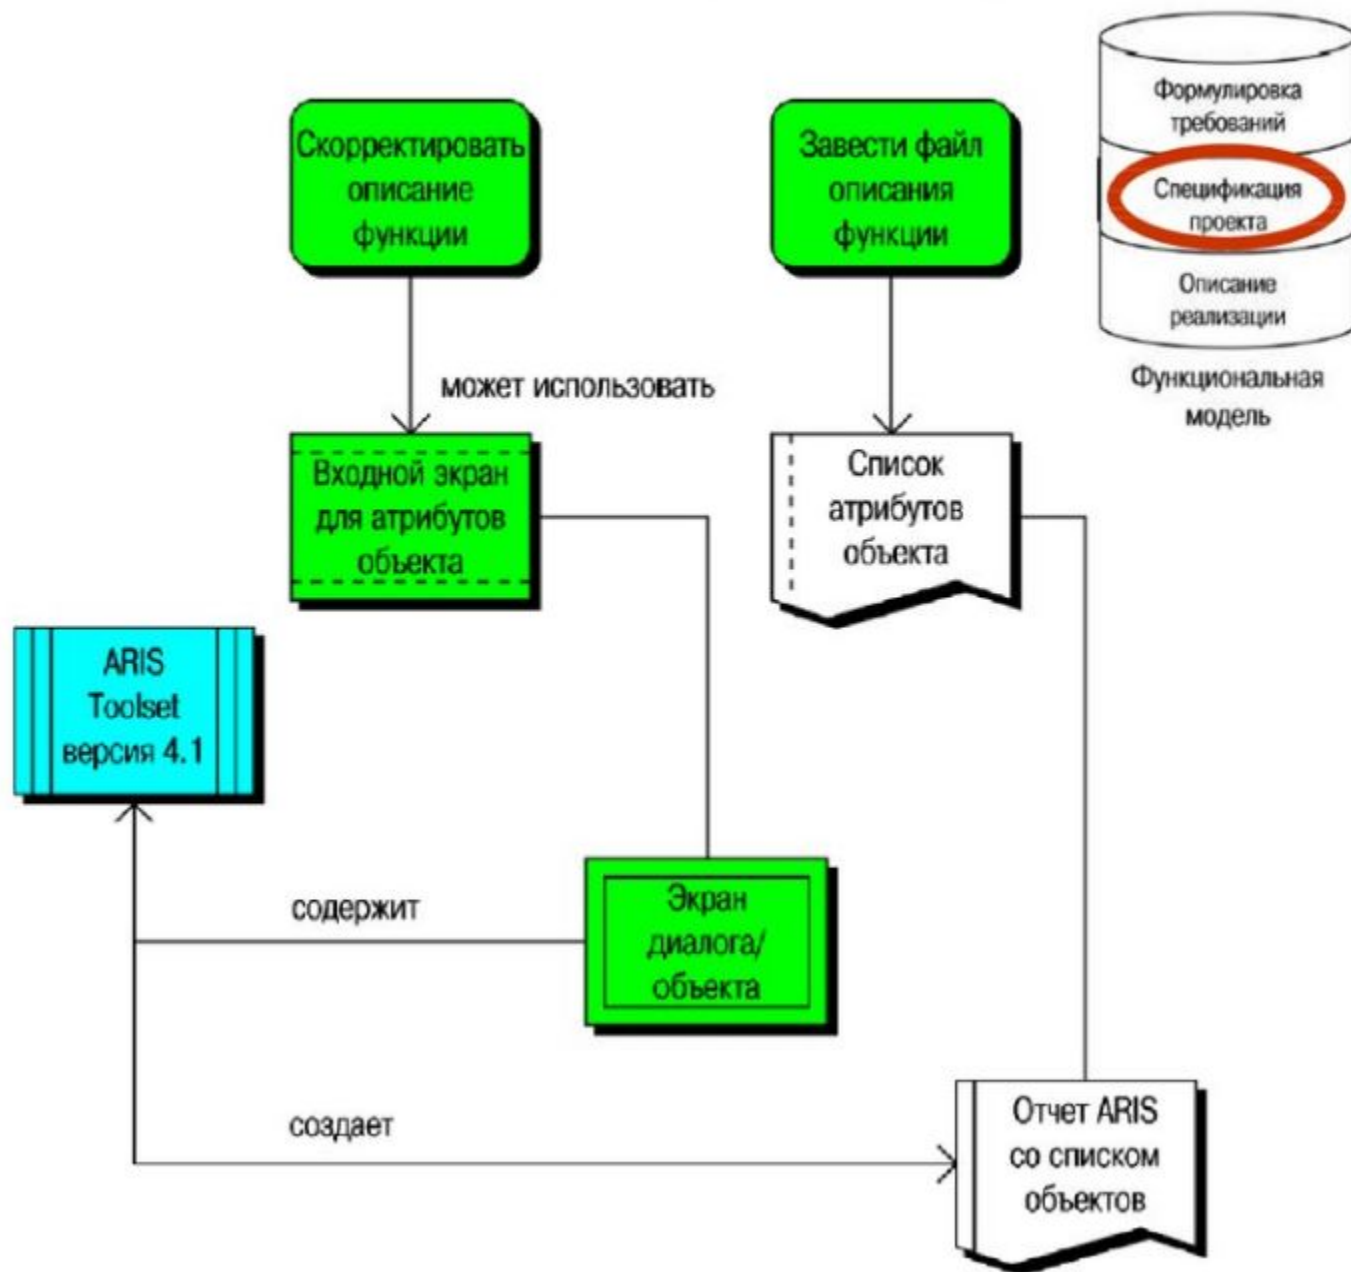 Формулировка
требований
Спецификация
проекта
Описание
реализации
Функциональная
модель
Скорректировать
описание
функции
Завести файл
описания
функции
может использовать
Входной экран
для атрибутов
объекта
Список
атрибутов
объекта
ARIS
Toolset
версия 4.1
содержит
Экран
диалога/
объекта
создает
Отчет ARIS
со списком
объектов